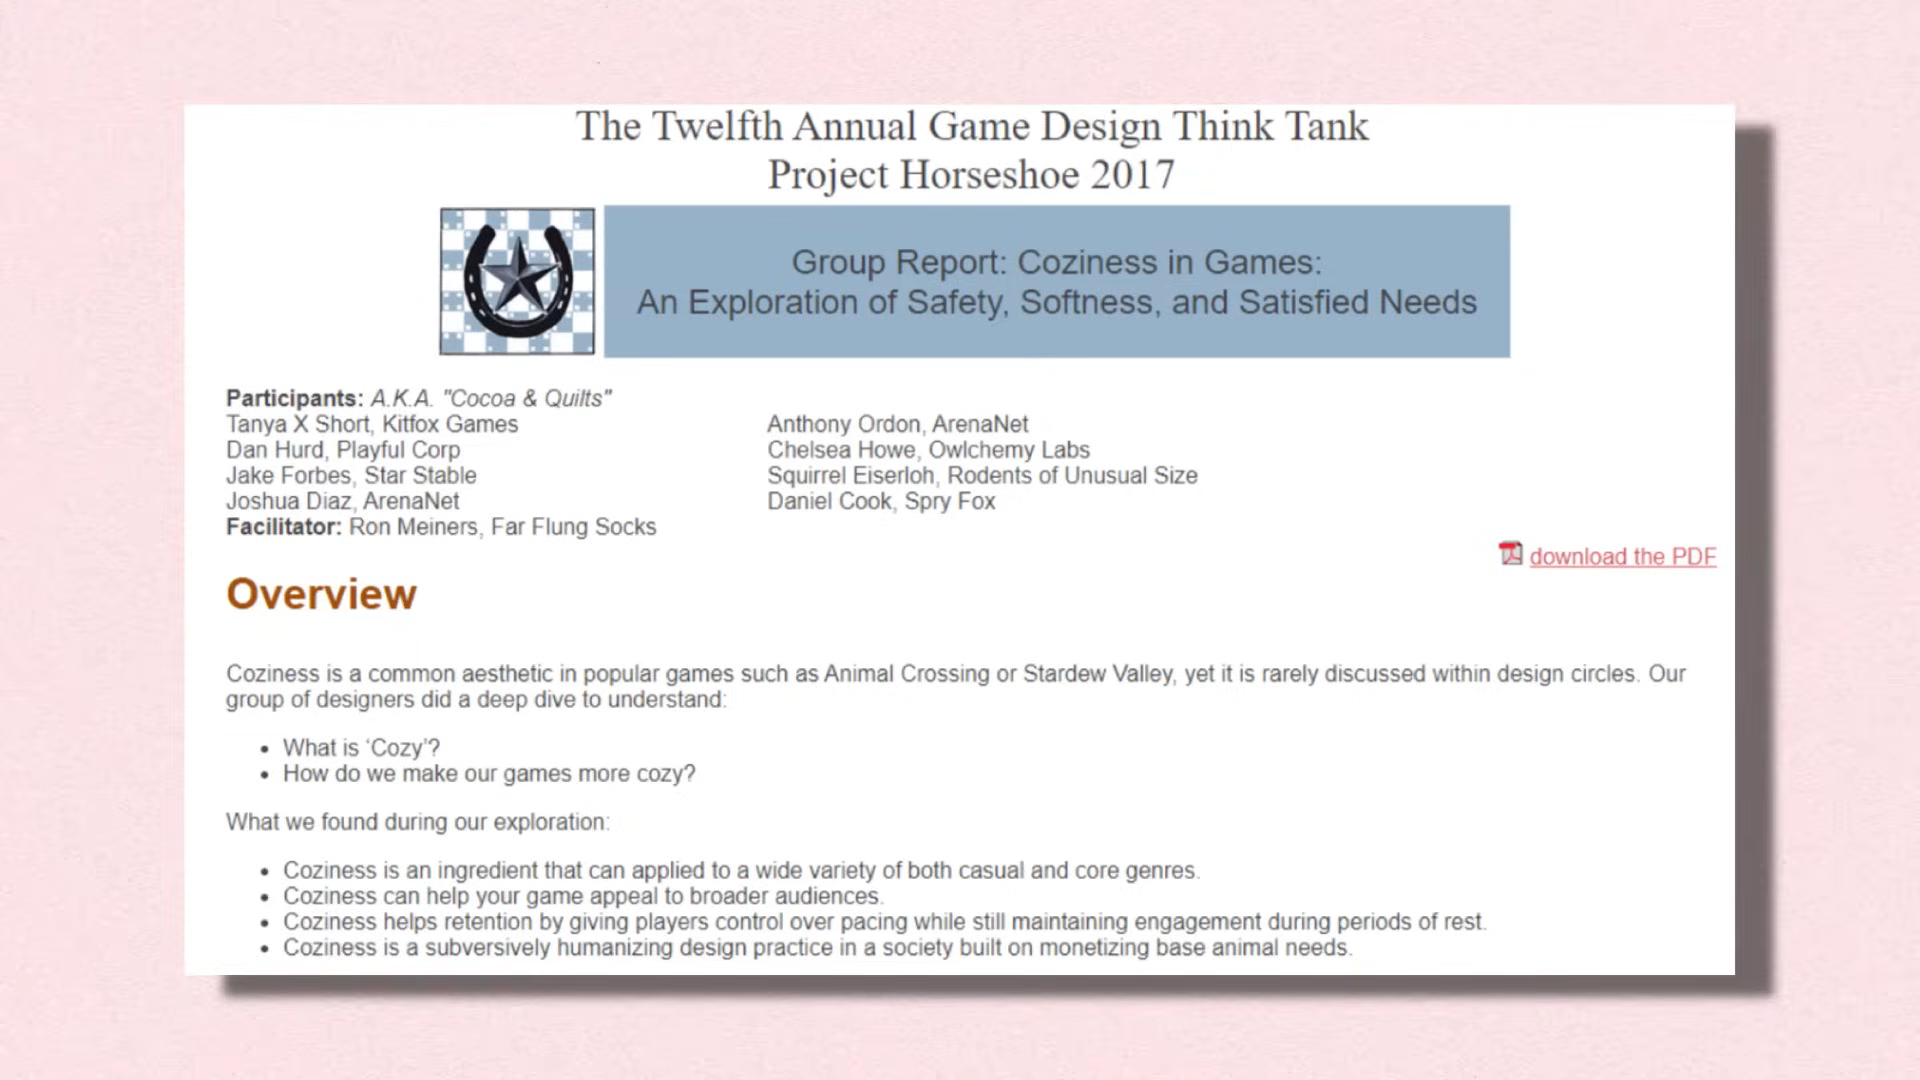 The Twelfth Annual Game Design Think Tank
Project Horseshoe 2017
Group Report: Coziness in Games:
An Exploration of Safety, Softness, and Satisfied Needs
Participants: A.K.A. "Cocoa & Quilts"
Tanya X Short, Kitfox Games
Dan Hurd, Playful Corp
Jake Forbes, Star Stable
Joshua Diaz, ArenaNet
Facilitator: Ron Meiners, Far Flung Socks
Anthony Ordon, ArenaNet
Chelsea Howe, Owlchemy Labs
Squirrel Eiserloh, Rodents of Unusual Size
Daniel Cook, Spry Fox
download the PDF
Overview
Coziness is a common aesthetic in popular games such as Animal Crossing or Stardew Valley, yet it is rarely discussed within design circles. Our
group of designers did a deep dive to understand:
• What is ‘Cozy’?
• How do we make our games more cozy?
What we found during our exploration:
• Coziness is an ingredient that can applied to a wide variety of both casual and core genres.
• Coziness can help your game appeal to broader audiences.
• Coziness helps retention by giving players control over pacing while still maintaining engagement during periods of rest.
• Coziness is a subversively humanizing design practice in a society built on monetizing base animal needs.